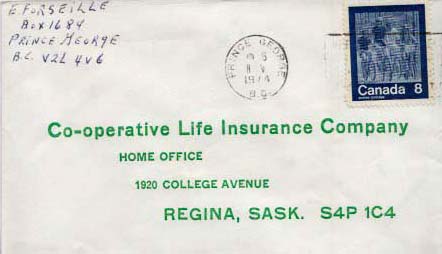 E. FORSEILLE
BOX 1684
PRINCE GEORGE
B.C. V2L 4V6
PRINCE GEORGE
1974
B.C.
Canada 8
Co-operative Life Insurance Company
HOME OFFICE
1920 COLLEGE AVENUE
REGINA, SASK. S4P 1C4